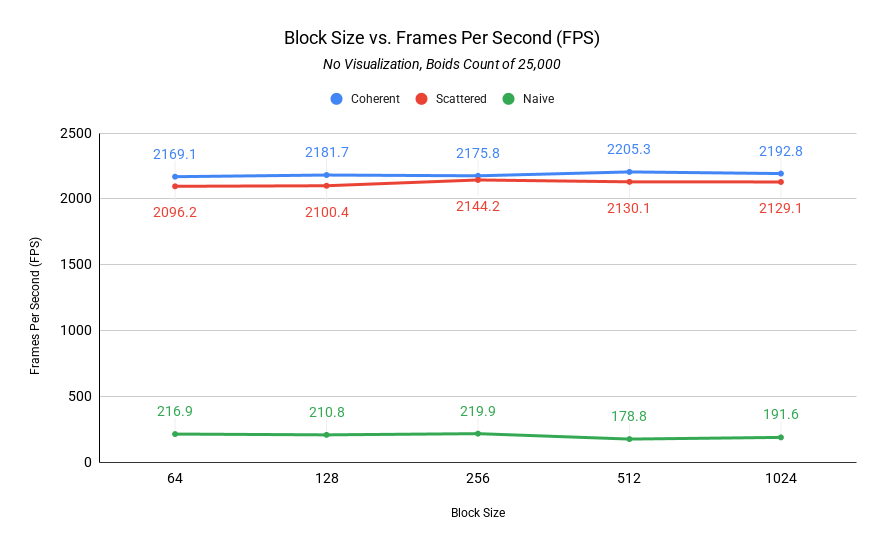 Block Size vs. Frames Per Second (FPS)
No Visualization, Boids Count of 25,000
Coherent Scattered Naive
2500
2169.1 2181.7 2175.8 2205.3 2192.8
2000
2096.2 2100.4 2144.2 2130.1 2129.1
1500
Frames Per Second (FPS)
1000
500
216.9 210.8 219.9 178.8 191.6
0
64 128 256 512 1024
Block Size